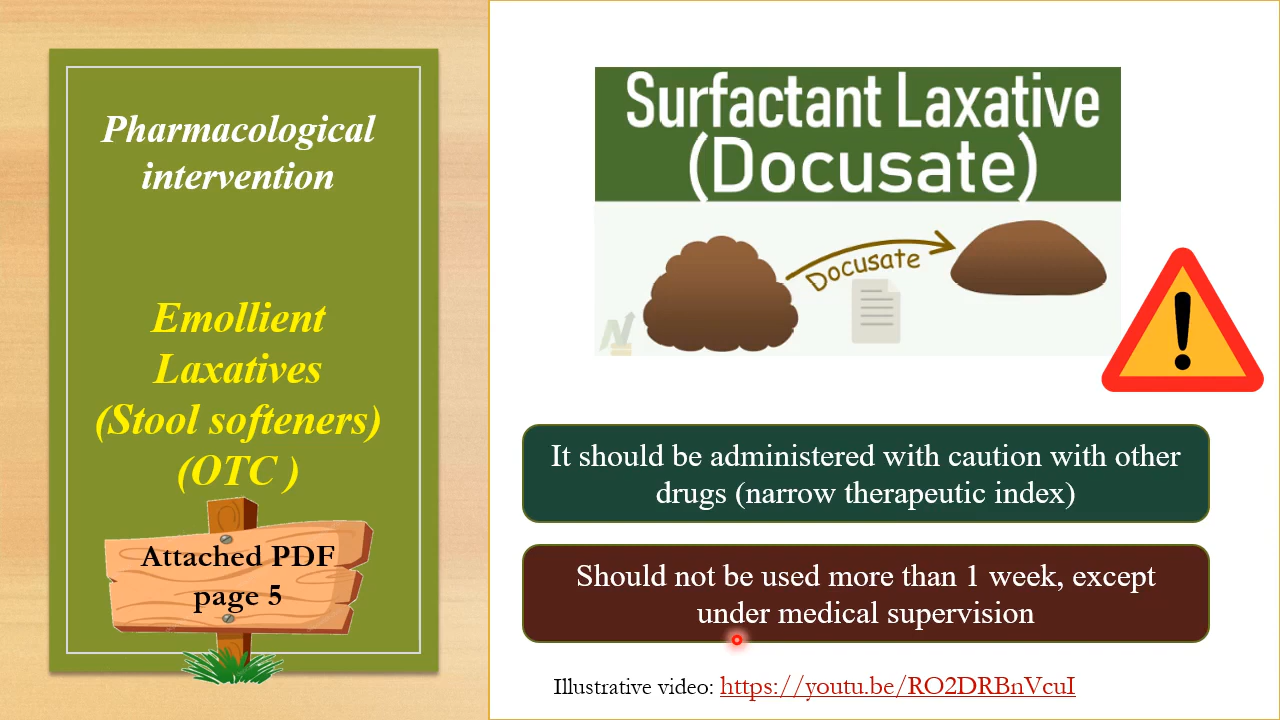 Pharmacological
intervention
Emollient
Laxatives
(Stool softeners)
(OTC )
Attached PDF
page 5
Surfactant Laxative
(Docusate)
Docusate
It should be administered with caution with other
drugs (narrow therapeutic index)
Should not be used more than 1 week, except
under medical supervision
Illustrative video: https://youtu.be/RO2DRBnVcuI